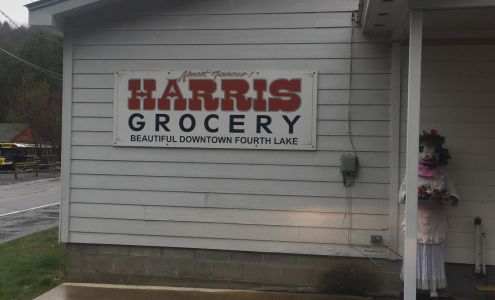 Almost Famous-!
HARRIS
GROCERY
BEAUTIFUL DOWNTOWN FOURTH LAKE